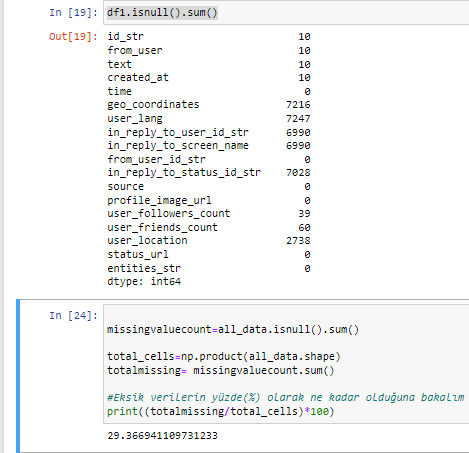 In [19]: df1.isnull().sum()
Out[19]: id_str 10
from_user 10
text 10
created_at 10
time 0
geo_coordinates 7216
user_lang 7247
in_reply_to_user_id_str 6990
in_reply_to_screen_name 6990
from_user_id_str 0
in_reply_to_status_id_str 7028
source 0
profile_image_url 0
user_followers_count 39
user_friends_count 60
user_location 2738
status_url 0
entities_str 0
dtype: int64
In [24]:
missingvaluecount=all_data.isnull().sum()
total_cells=np.product(all_data.shape)
totalmissing= missingvaluecount.sum()
#Eksik verilerin yüzde(%) olarak ne kadar olduğuna bakalım
print((totalmissing/total_cells)*100)
29.366941109731233